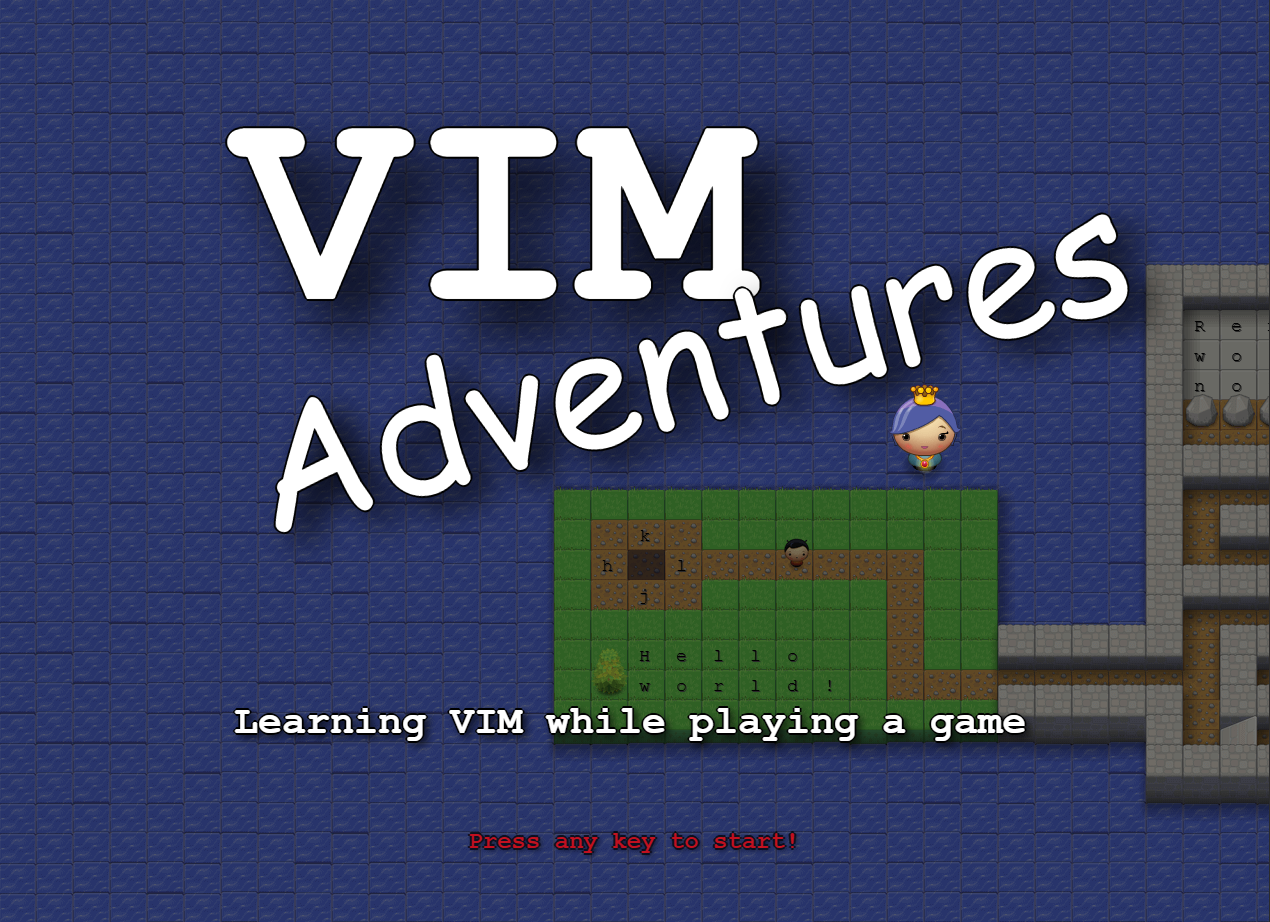 VIM
Adventures
R e
w o
n o
k
h l
j
H e l l o
w o r l d !
Learning VIM while playing a game
Press any key to start!